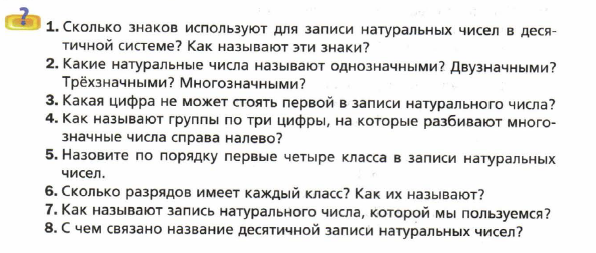 ?
1. Сколько знаков используют для записи натуральных чисел в деся-
тичной системе? Как называют эти знаки?
2. Какие натуральные числа называют однозначными? Двузначными?
Трёхзначными? Многозначными?
3. Какая цифра не может стоять первой в записи натурального числа?
4. Как называют группы по три цифры, на которые разбивают много-
значные числа справа налево?
5. Назовите по порядку первые четыре класса в записи натуральных
чисел.
6. Сколько разрядов имеет каждый класс? Как их называют?
7. Как называют запись натурального числа, которой мы пользуемся?
8. С чем связано название десятичной записи натуральных чисел?